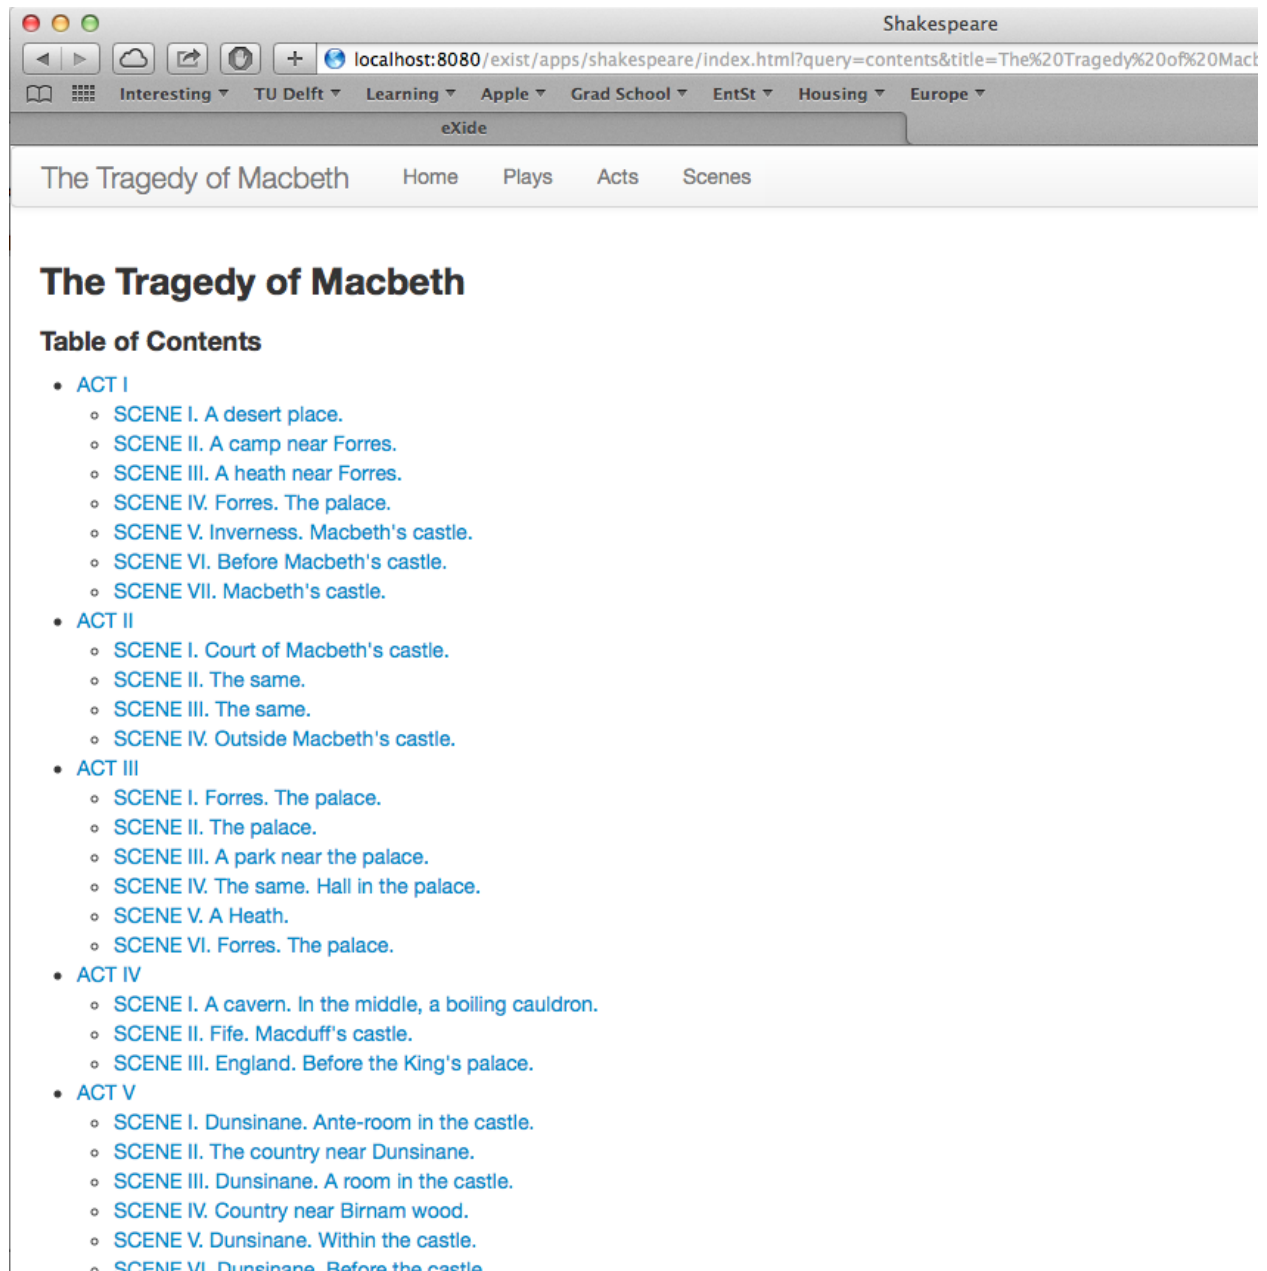 Shakespeare
localhost:8080/exist/apps/shakespeare/index.html?query=contents&title=The%20Tragedy%20of%20Macb
Interesting TU Delft Learning Apple Grad School EntSt Housing Europe
eXide
The Tragedy of Macbeth Home Plays Acts Scenes
The Tragedy of Macbeth
Table of Contents
ACT I
SCENE I. A desert place.
SCENE II. A camp near Forres.
SCENE III. A heath near Forres.
SCENE IV. Forres. The palace.
SCENE V. Inverness. Macbeth's castle.
SCENE VI. Before Macbeth's castle.
SCENE VII. Macbeth's castle.
ACT II
SCENE I. Court of Macbeth's castle.
SCENE II. The same.
SCENE III. The same.
SCENE IV. Outside Macbeth's castle.
ACT III
SCENE I. Forres. The palace.
SCENE II. The palace.
SCENE III. A park near the palace.
SCENE IV. The same. Hall in the palace.
SCENE V. A Heath.
SCENE VI. Forres. The palace.
ACT IV
SCENE I. A cavern. In the middle, a boiling cauldron.
SCENE II. Fife. Macduff's castle.
SCENE III. England. Before the King's palace.
ACT V
SCENE I. Dunsinane. Ante-room in the castle.
SCENE II. The country near Dunsinane.
SCENE III. Dunsinane. A room in the castle.
SCENE IV. Country near Birnam wood.
SCENE V. Dunsinane. Within the castle.
SCENE VI. Dunsinane. Before the castle.